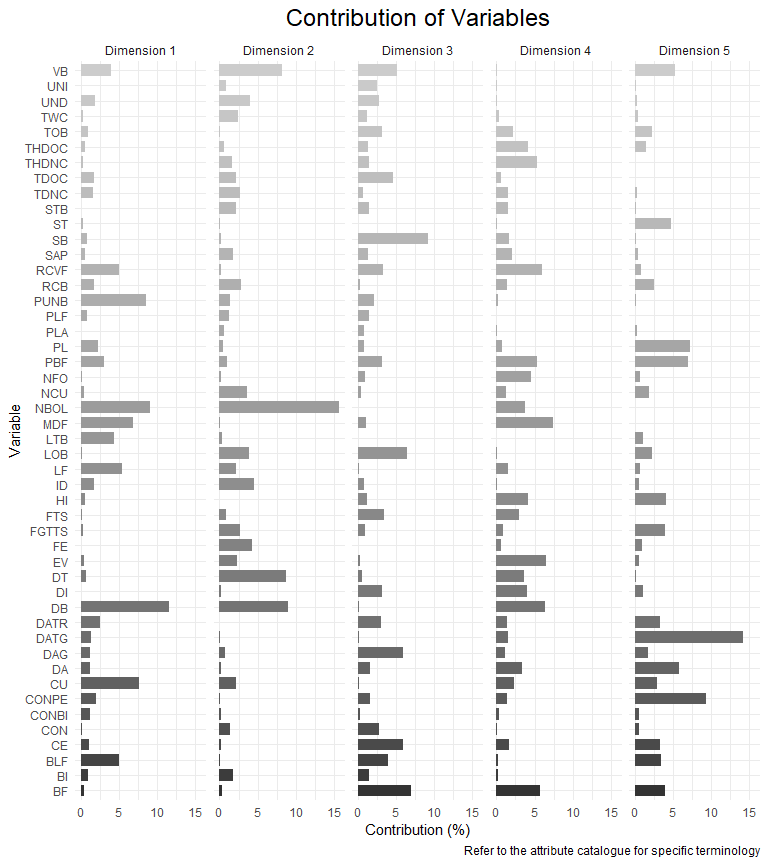 Contribution of Variables
Dimension 1 Dimension 2 Dimension 3 Dimension 4 Dimension 5
VB
UNI
UND
TWC
TOB
THDOC
THDNC
TDOC
TDNC
STB
ST
SB
SAP
RCVF
RCB
PUNB
PLF
PLA
PL
PBF
NFO
NCU
NBOL
MDF
LTB
LOB
LF
ID
HI
FTS
FGTTS
FE
EV
DT
DI
DB
DATR
DATG
DAG
DA
CU
CONPE
CONBI
CON
CE
BLF
BI
BF
Variable
0 5 10 15 0 5 10 15 0 5 10 15 0 5 10 15 0 5 10 15
Contribution (%)
Refer to the attribute catalogue for specific terminology